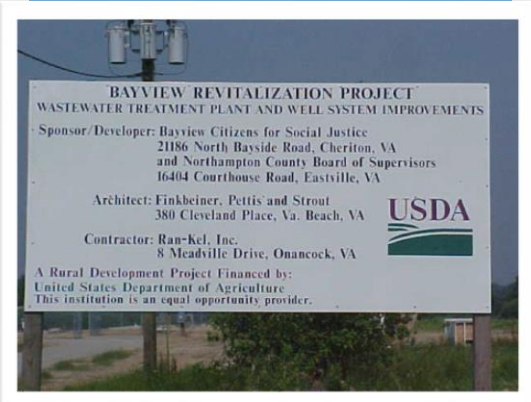 BAYVIEW REVITALIZATION PROJECT
WASTEWATER TREATMENT PLANT AND WELL SYSTEM IMPROVEMENTS
Sponsor/Developer: Bayview Citizens for Social Justice
21186 North Bayside Road, Cheriton, VA
and Northampton County Board of Supervisors
16404 Courthouse Road, Eastville, VA
Architect: Finkbeiner, Pettis and Strout
380 Cleveland Place, Va. Beach, VA
USDA
Contractor: Ran-Kel, Inc.
8 Meadville Drive, Onancock, VA
A Rural Development Project Financed by:
United States Department of Agriculture
This institution is an equal opportunity provider.